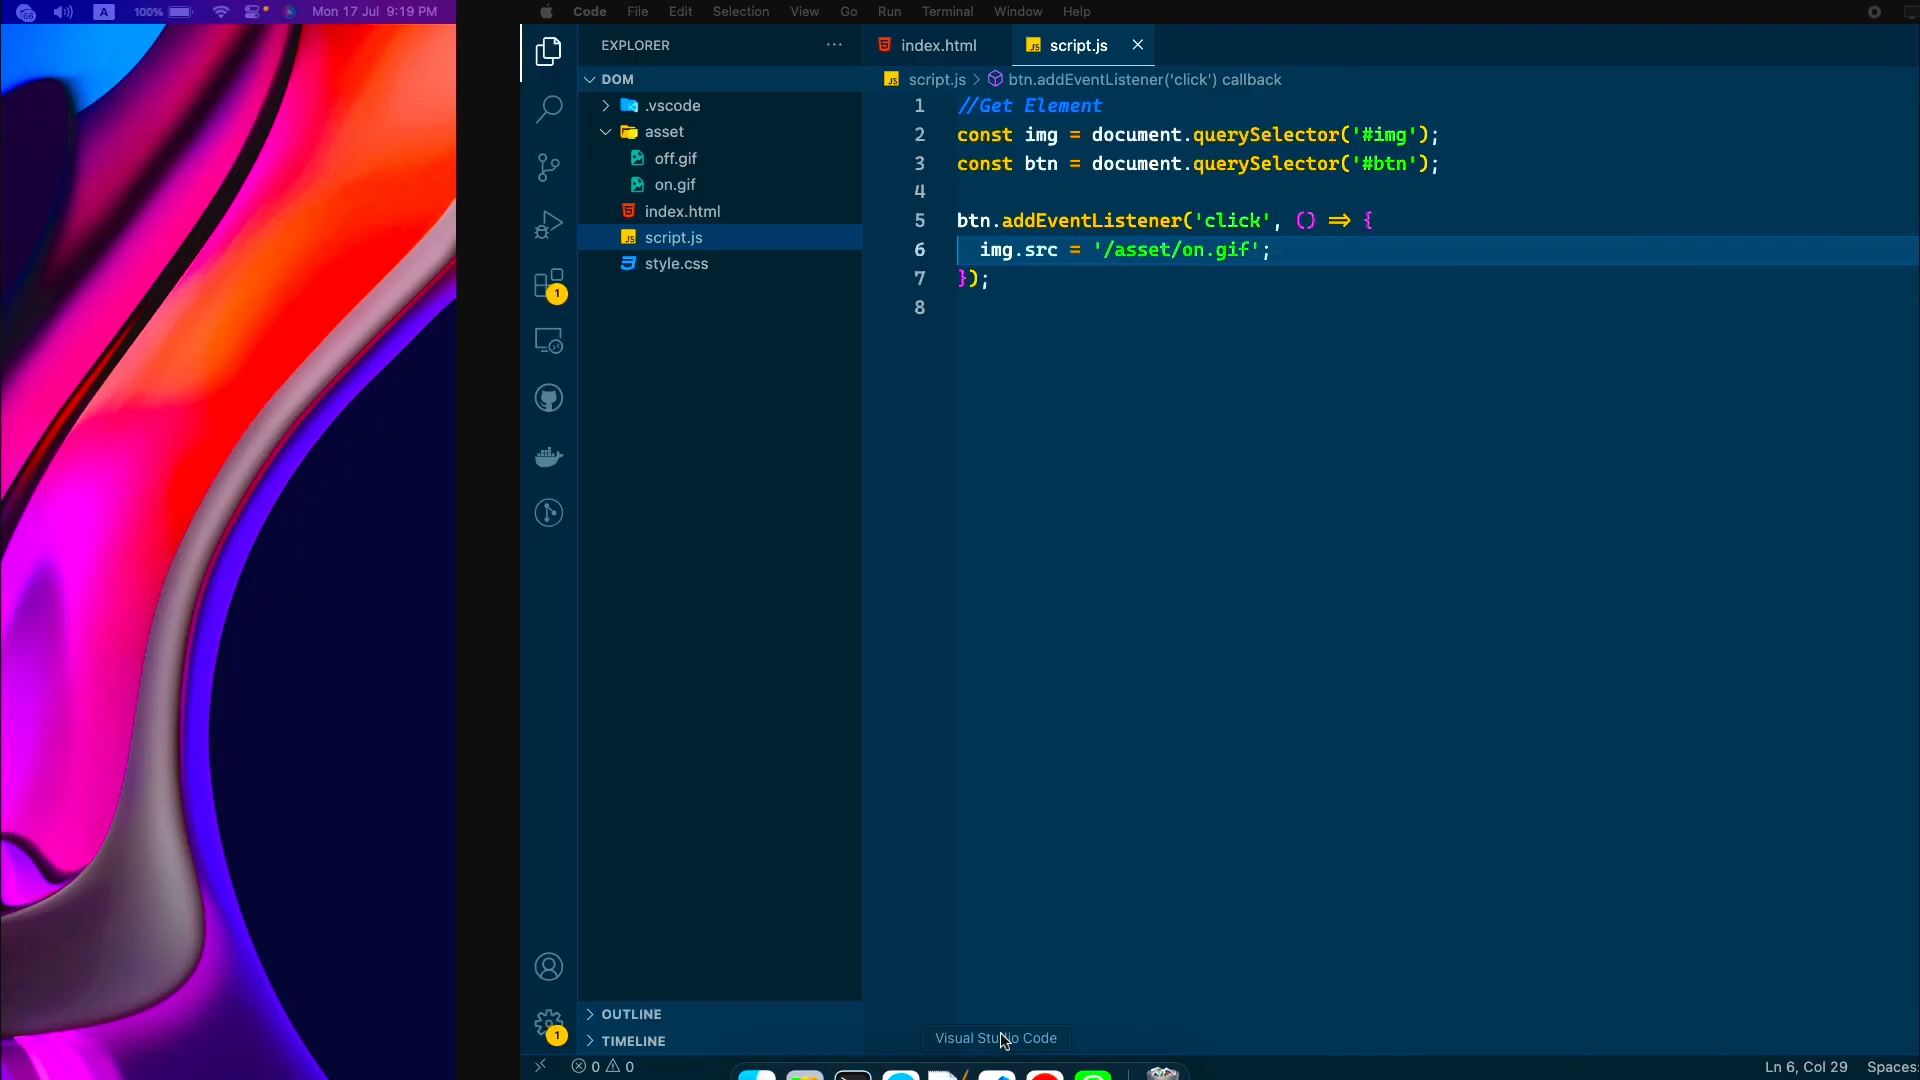 A 100% Mon 17 Jul 9:19 PM
Code File Edit Selection View Go Run Terminal Window Help
EXPLORER
DOM
.vscode
asset
off.gif
on.gif
index.html
script.js
style.css
OUTLINE
TIMELINE
1
1
index.html
script.js
script.js > btn.addEventListener('click') callback
1 //Get Element
2 const img = document.querySelector('#img');
3 const btn = document.querySelector('#btn');
4
5 btn.addEventListener('click', () => {
6 img.src = '/asset/on.gif';
7 });
8
Visual Studio Code
0 0
Ln 6, Col 29 Spaces: